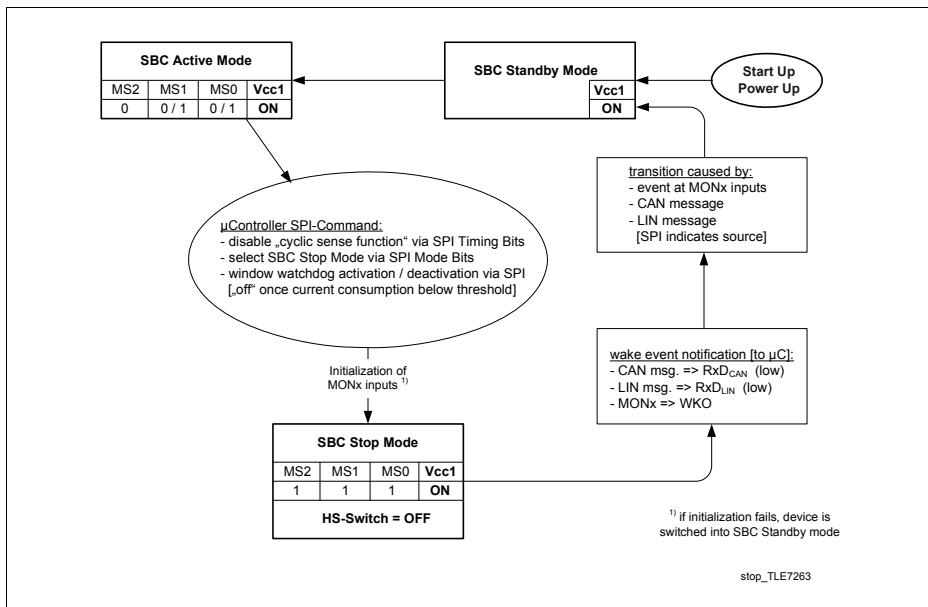 SBC Active Mode
MS2 MS1 MS0 Vcc1
0 0 / 1 0 / 1 ON
SBC Standby Mode
Vcc1
ON
Start Up
Power Up
transition caused by:
- event at MONx inputs
- CAN message
- LIN message
[SPI indicates source]
µController SPI-Command:
- disable „cyclic sense function“ via SPI Timing Bits
- select SBC Stop Mode via SPI Mode Bits
- window watchdog activation / deactivation via SPI
[„off“ once current consumption below threshold]
wake event notification [to µC]:
- CAN msg. => RxDCAN (low)
- LIN msg. => RxDLIN (low)
- MONx => WKO
Initialization of
MONx inputs 1)
SBC Stop Mode
MS2 MS1 MS0 Vcc1
1 1 1 ON
HS-Switch = OFF
1) if initialization fails, device is
switched into SBC Standby mode
stop_TLE7263